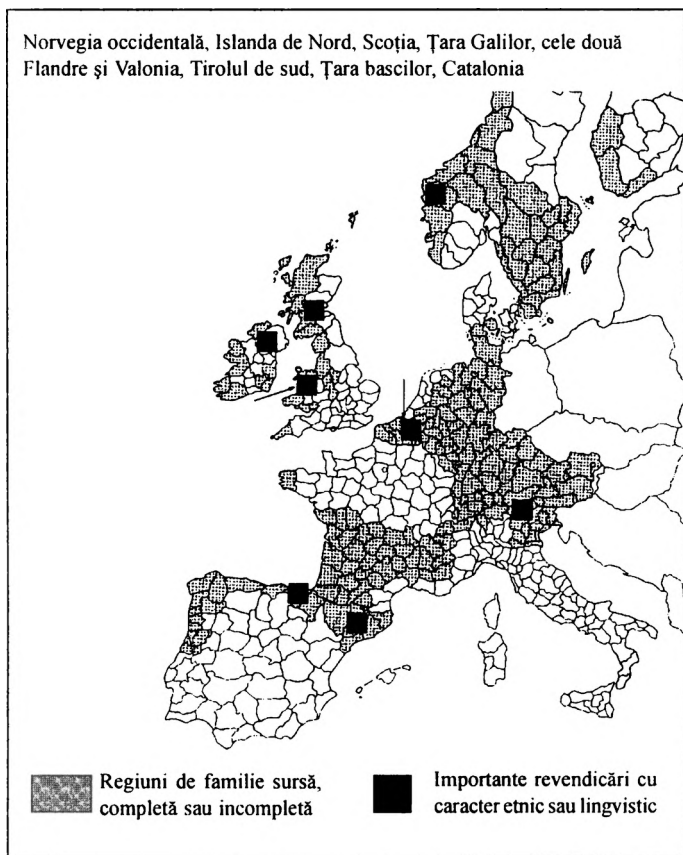 Norvegia occidentală, Islanda de Nord, Scoția, Țara Galilor, cele două
Flandre și Valonia, Tirolul de sud, Țara bascilor, Catalonia
Regiuni de familie sursă,
completă sau incompletă
Importante revendicări cu
caracter etnic sau lingvistic